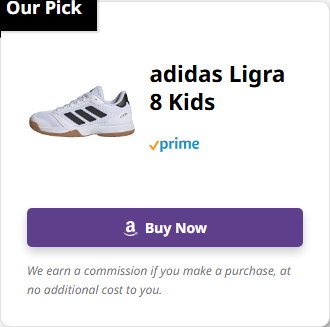 Our Pick
adidas Ligra
8 Kids
prime
Buy Now
We earn a commission if you make a purchase, at
no additional cost to you.